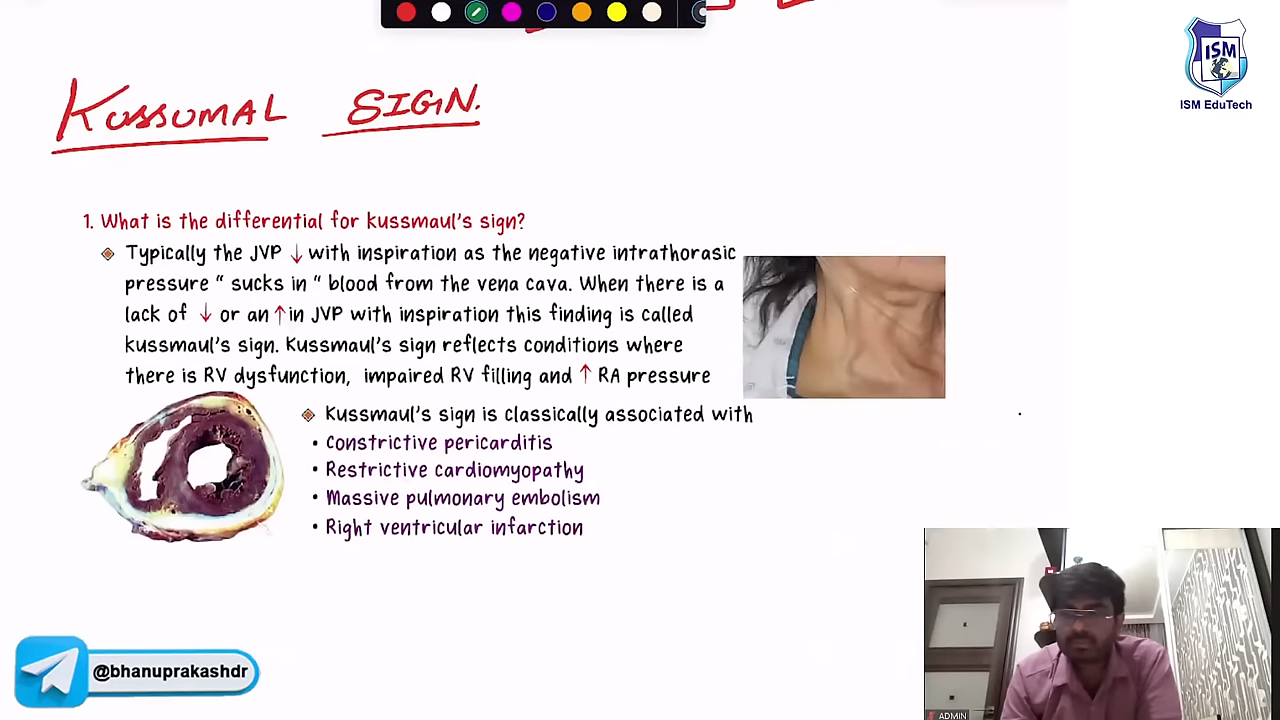 ISM
ISM EduTech
KUSSUMAL SIGN.
1. What is the differential for kussmaul's sign?
Typically the JVP ↓ with inspiration as the negative intrathorasic
pressure “ sucks in “ blood from the vena cava. When there is a
lack of ↓ or an ↑ in JVP with inspiration this finding is called
kussmaul's sign. Kussmaul's sign reflects conditions where
there is RV dysfunction, impaired RV filling and ↑ RA pressure
Kussmaul's sign is classically associated with
• Constrictive pericarditis
• Restrictive cardiomyopathy
• Massive pulmonary embolism
• Right ventricular infarction
@bhanuprakashdr
ADMIN